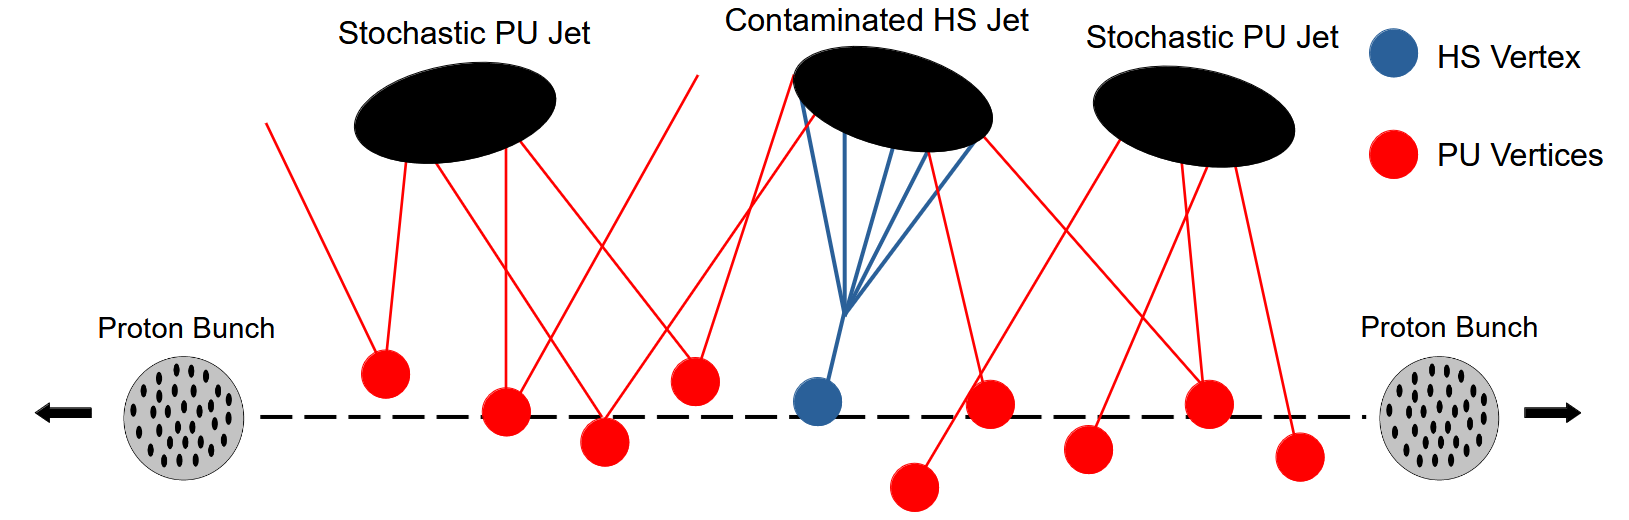 Stochastic PU Jet
Contaminated HS Jet
Stochastic PU Jet
HS Vertex
PU Vertices
Proton Bunch
Proton Bunch